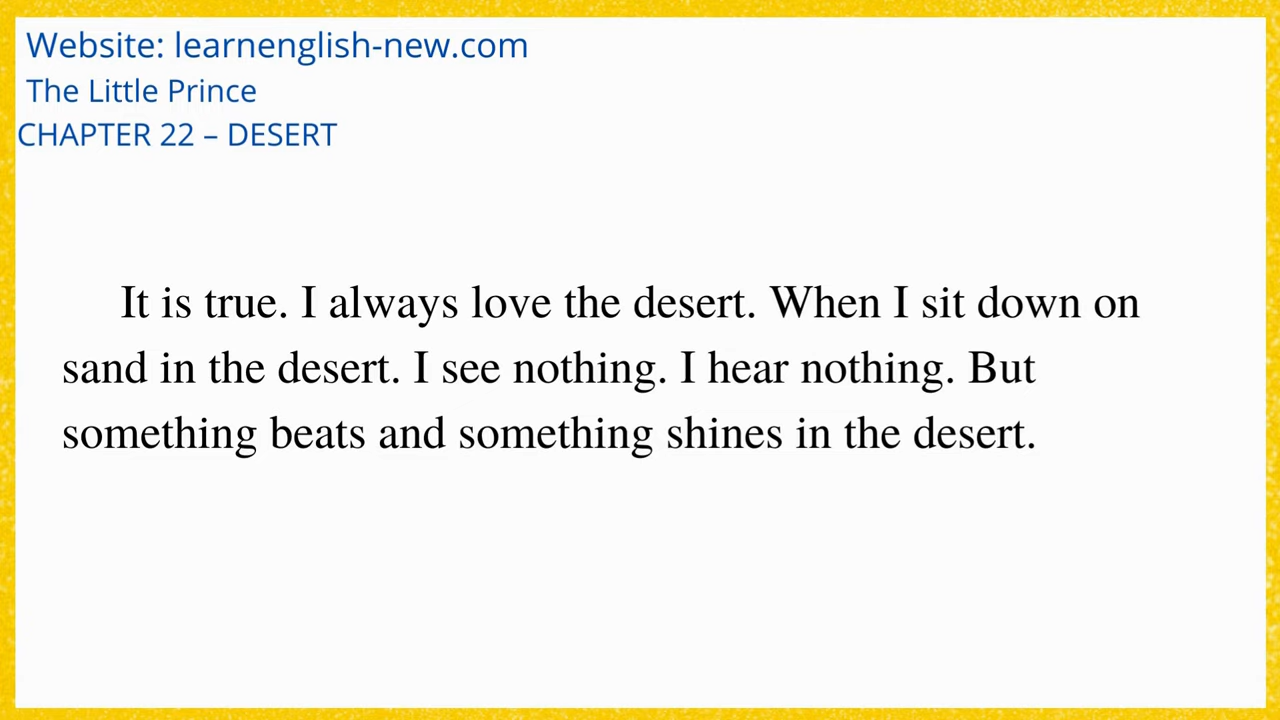 Website: learnenglish-new.com
The Little Prince
CHAPTER 22 – DESERT
It is true. I always love the desert. When I sit down on
sand in the desert. I see nothing. I hear nothing. But
something beats and something shines in the desert.